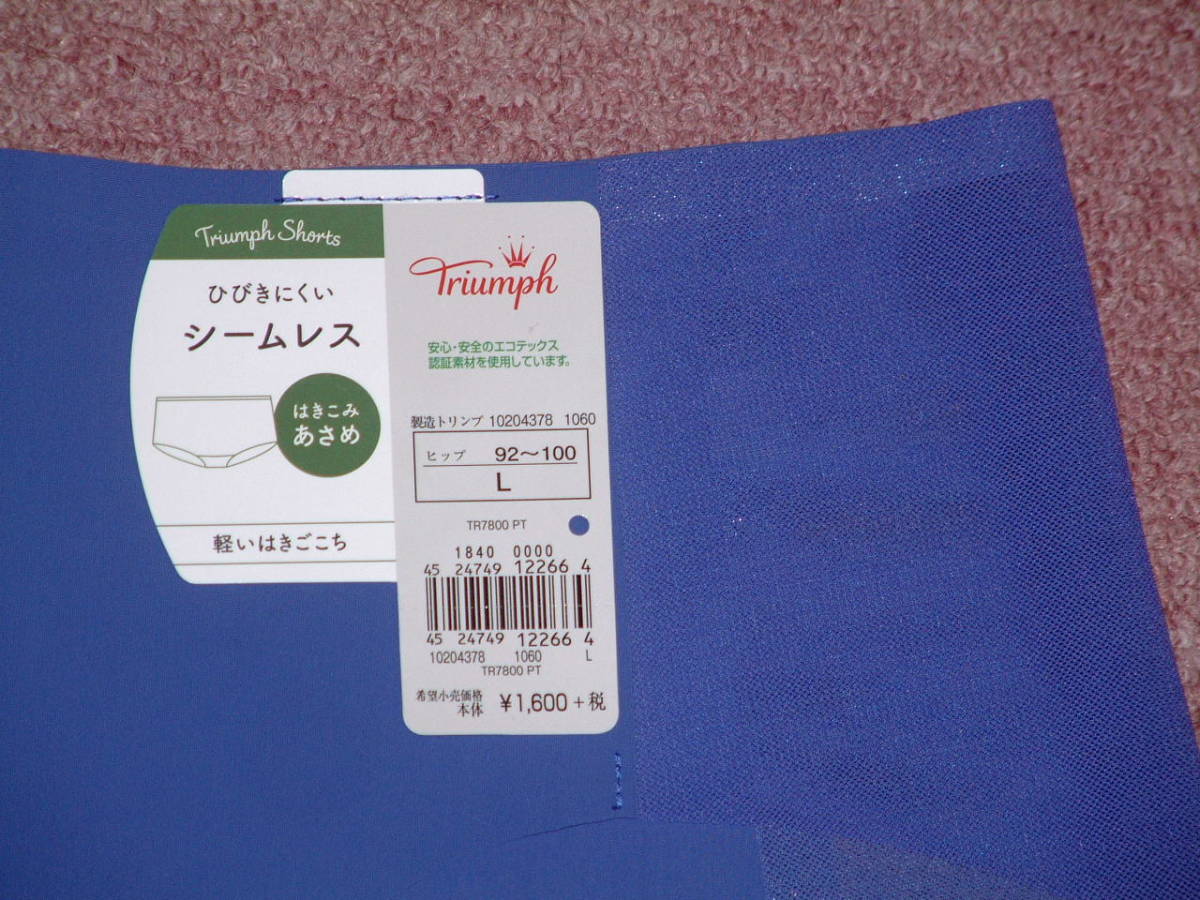 Triumph Shorts
ひびきにくい
シームレス
はきこみ
あさめ
軽いはきごこち
Triumph
安心・安全のエコテックス
認証素材を使用しています。
製造トリンプ 10204378 1060
ヒップ 92～100
L
TR7800 PT
1840 0000
45 24749 12266 4
45 24749 12266 4
10204378 1060 L
TR7800 PT
希望小売価格
本体 ¥1,600+税